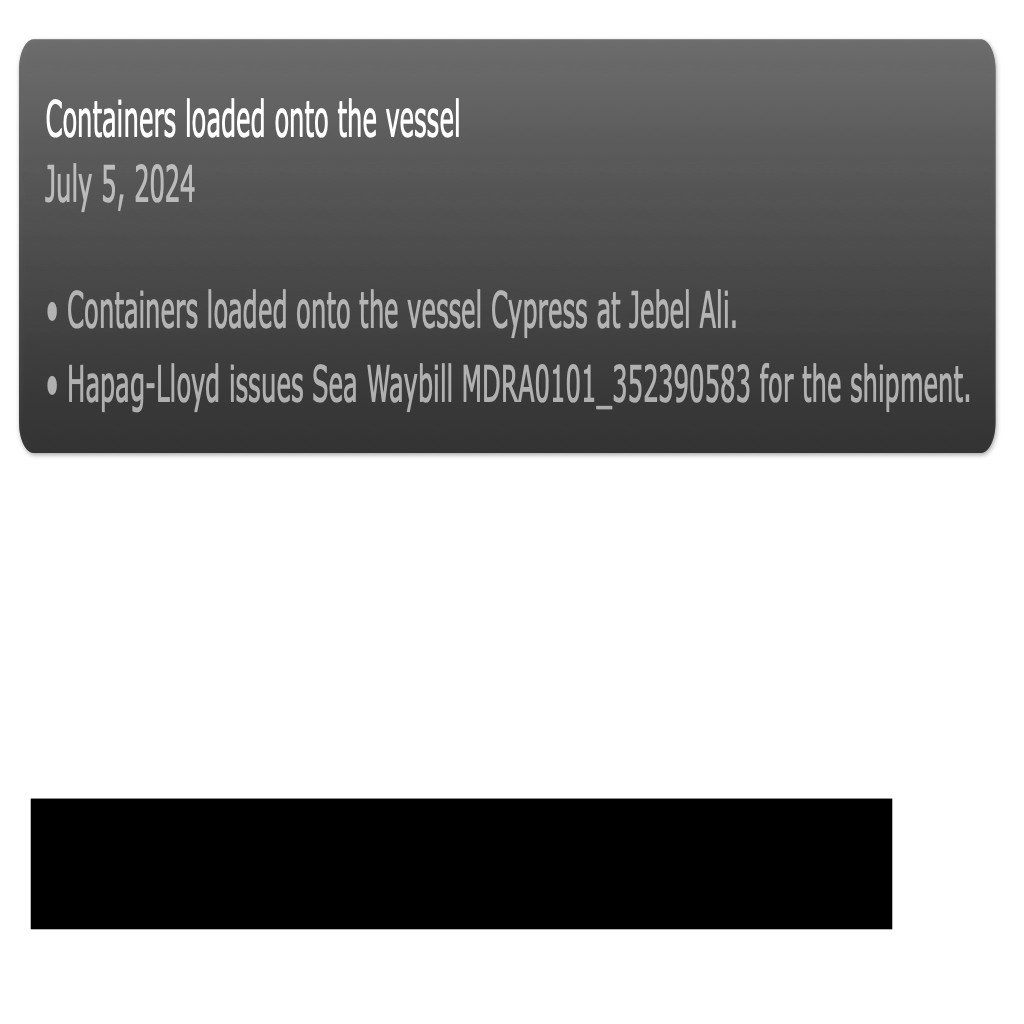 Containers loaded onto the vessel
July 5, 2024
• Containers loaded onto the vessel Cypress at Jebel Ali.
• Hapag-Lloyd issues Sea Waybill MDRA0101_352390583 for the shipment.